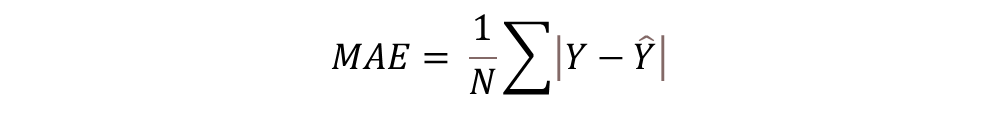 MAE = 1/N ∑|Y − Ŷ|